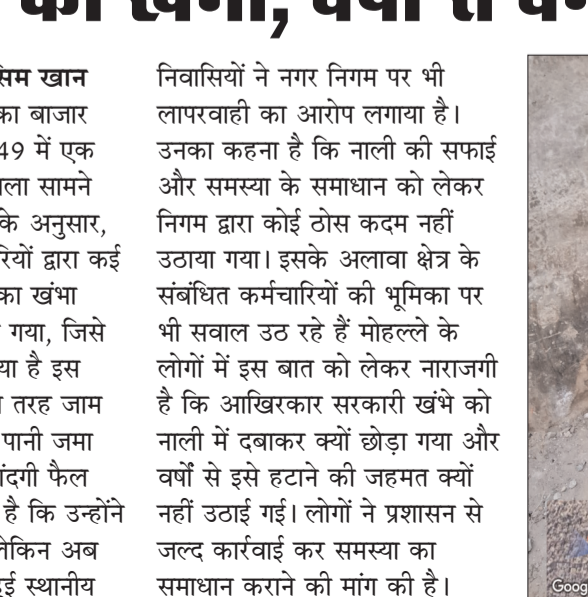 सिम खान
का बाजार
49 में एक
ला सामने
के अनुसार,
रियों द्वारा कई
का खंभा
गया, जिसे
या है इस
तरह जाम
पानी जमा
गंदगी फैल
है कि उन्होंने
लेकिन अब
हुई स्थानीय
निवासियों ने नगर निगम पर भी
लापरवाही का आरोप लगाया है।
उनका कहना है कि नाली की सफाई
और समस्या के समाधान को लेकर
निगम द्वारा कोई ठोस कदम नहीं
उठाया गया। इसके अलावा क्षेत्र के
संबंधित कर्मचारियों की भूमिका पर
भी सवाल उठ रहे हैं मोहल्ले के
लोगों में इस बात को लेकर नाराजगी
है कि आखिरकार सरकारी खंभे को
नाली में दबाकर क्यों छोड़ा गया और
वर्षों से इसे हटाने की जहमत क्यों
नहीं उठाई गई। लोगों ने प्रशासन से
जल्द कार्रवाई कर समस्या का
समाधान कराने की मांग की है।
Goog